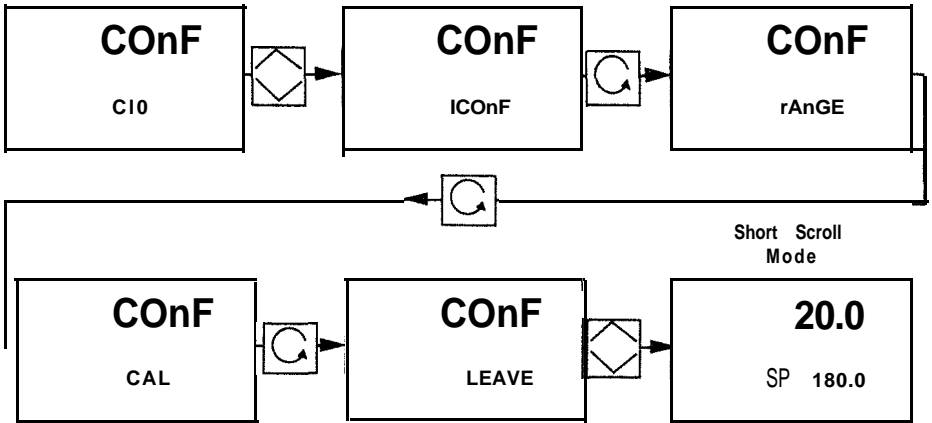 COnF
CI0
COnF
ICOnF
COnF
rAnGE
Short Scroll
Mode
COnF
CAL
COnF
LEAVE
20.0
SP 180.0